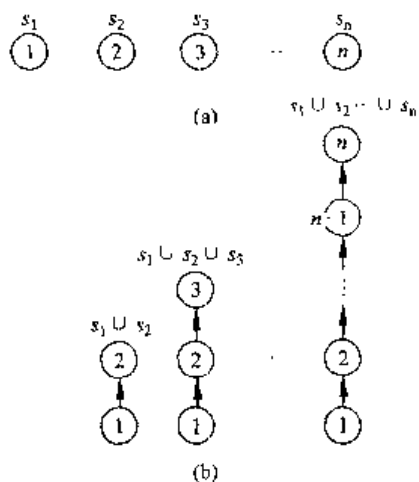 s₁ s₂ s₃ sₙ
1 2 3 ·· n
(a)
s₁ ∪ s₂ ·· ∪ sₙ
n
n-1
s₁ ∪ s₂ ∪ s₃
3
s₁ ∪ s₂
2 2 2
1 1 1
(b)